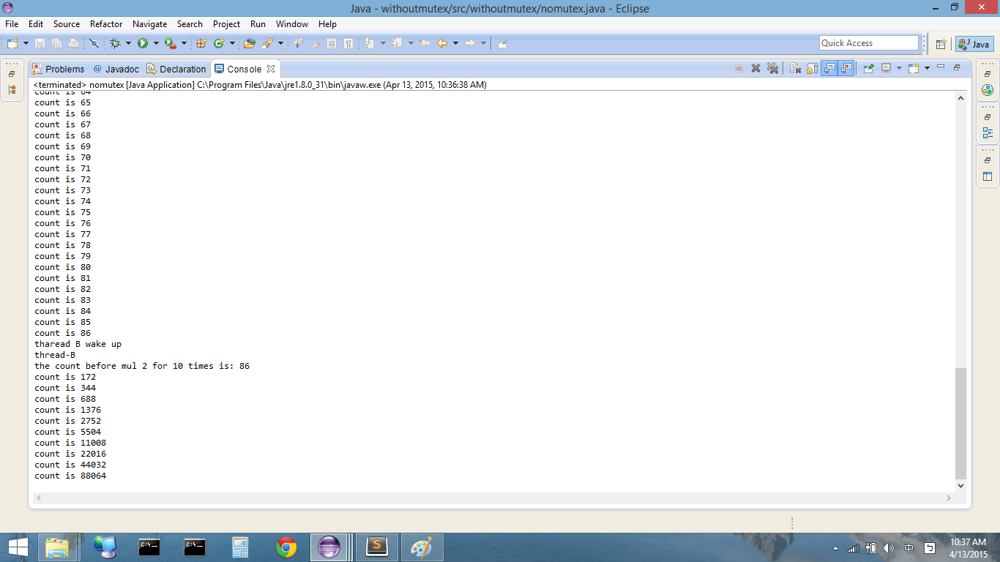 Java - withoutmutex/src/withoutmutex/nomutex.java - Eclipse
File Edit Source Refactor Navigate Search Project Run Window Help
Quick Access
Java
Problems @ Javadoc Declaration Console
<terminated> nomutex [Java Application] C:\Program Files\Java\jre1.8.0_31\bin\javaw.exe (Apr 13, 2015, 10:36:38 AM)
count is 64
count is 65
count is 66
count is 67
count is 68
count is 69
count is 70
count is 71
count is 72
count is 73
count is 74
count is 75
count is 76
count is 77
count is 78
count is 79
count is 80
count is 81
count is 82
count is 83
count is 84
count is 85
count is 86
tharead B wake up
thread-B
the count before mul 2 for 10 times is: 86
count is 172
count is 344
count is 688
count is 1376
count is 2752
count is 5504
count is 11008
count is 22016
count is 44032
count is 88064
C:\
C:\
S
中
10:37 AM
4/13/2015